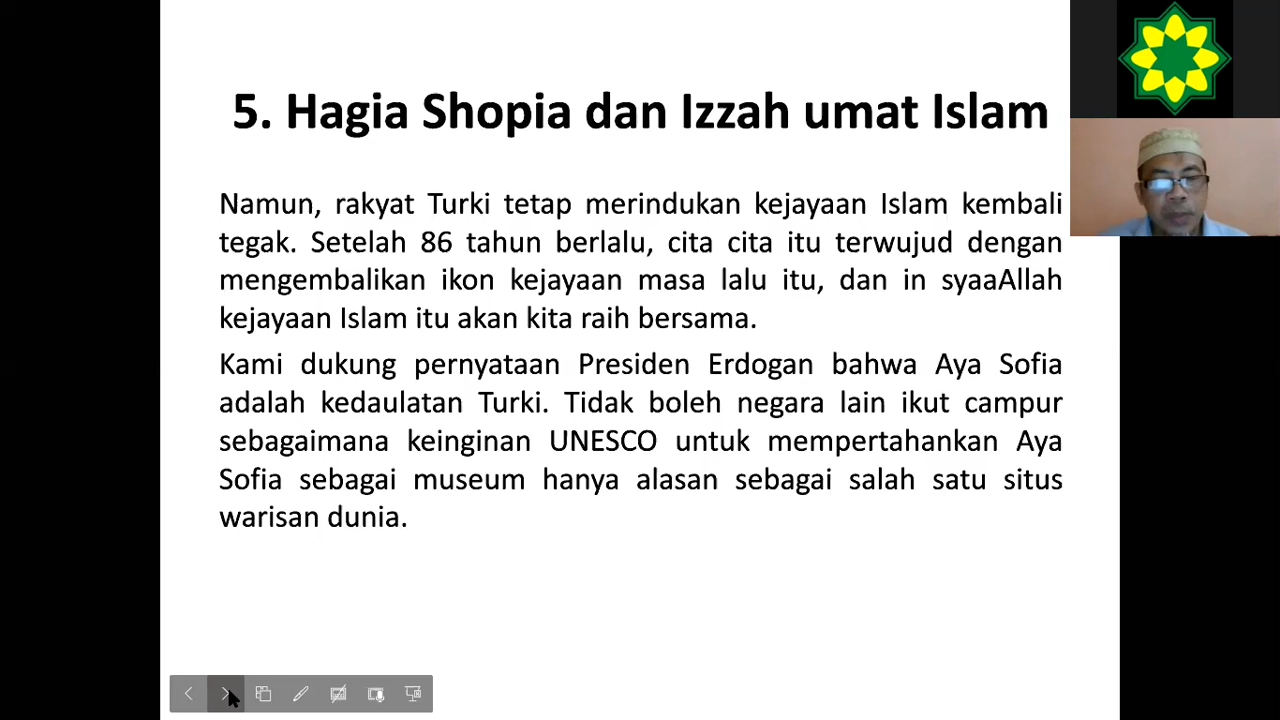 5. Hagia Shopia dan Izzah umat Islam
Namun, rakyat Turki tetap merindukan kejayaan Islam kembali
tegak. Setelah 86 tahun berlalu, cita cita itu terwujud dengan
mengembalikan ikon kejayaan masa lalu itu, dan in syaaAllah
kejayaan Islam itu akan kita raih bersama.
Kami dukung pernyataan Presiden Erdogan bahwa Aya Sofia
adalah kedaulatan Turki. Tidak boleh negara lain ikut campur
sebagaimana keinginan UNESCO untuk mempertahankan Aya
Sofia sebagai museum hanya alasan sebagai salah satu situs
warisan dunia.